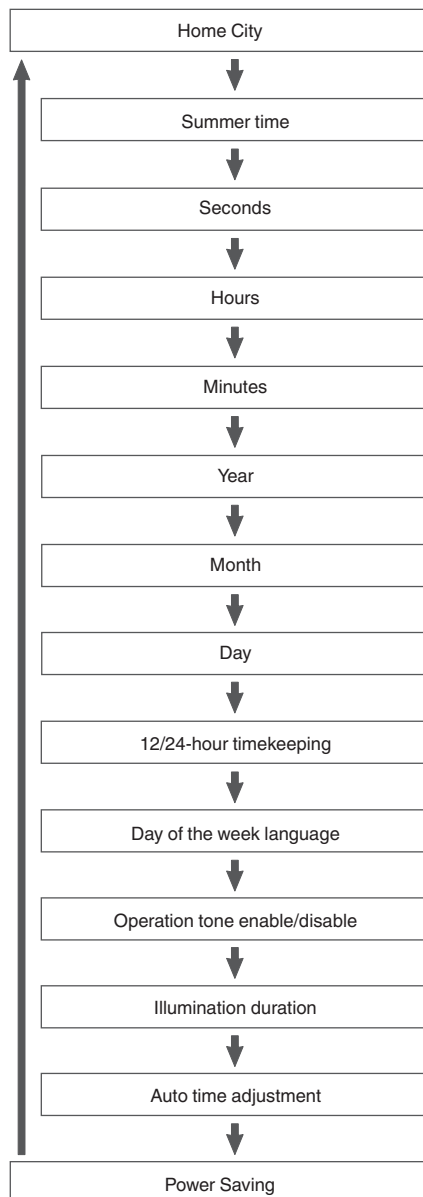 Home City
Summer time
Seconds
Hours
Minutes
Year
Month
Day
12/24-hour timekeeping
Day of the week language
Operation tone enable/disable
Illumination duration
Auto time adjustment
Power Saving